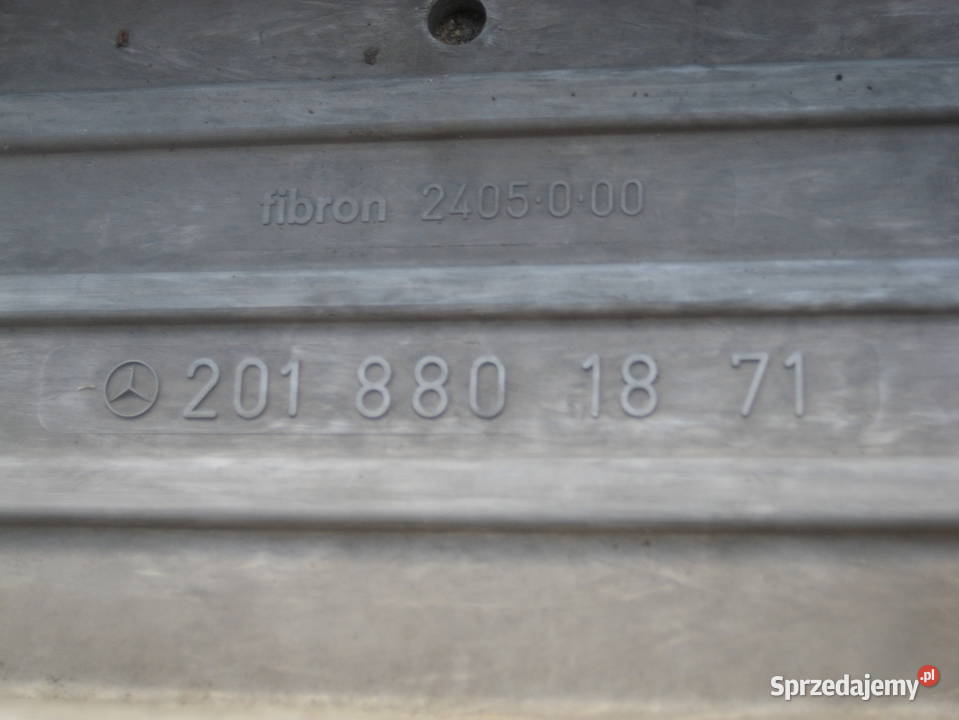 fibron 2405·0·00
201 880 18 71
Sprzedajemy.pl